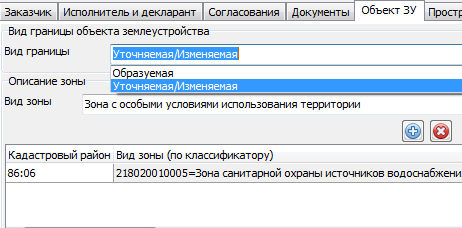 Заказчик Исполнитель и декларант Согласования Документы Объект ЗУ
Вид границы объекта землеустройства
Вид границы Уточняемая/Изменяемая
Образуемая
Описание зоны Уточняемая/Изменяемая
Вид зоны Зона с особыми условиями использования территории
Кадастровый район Вид зоны (по классификатору)
86:06 218020010005=Зона санитарной охраны источников